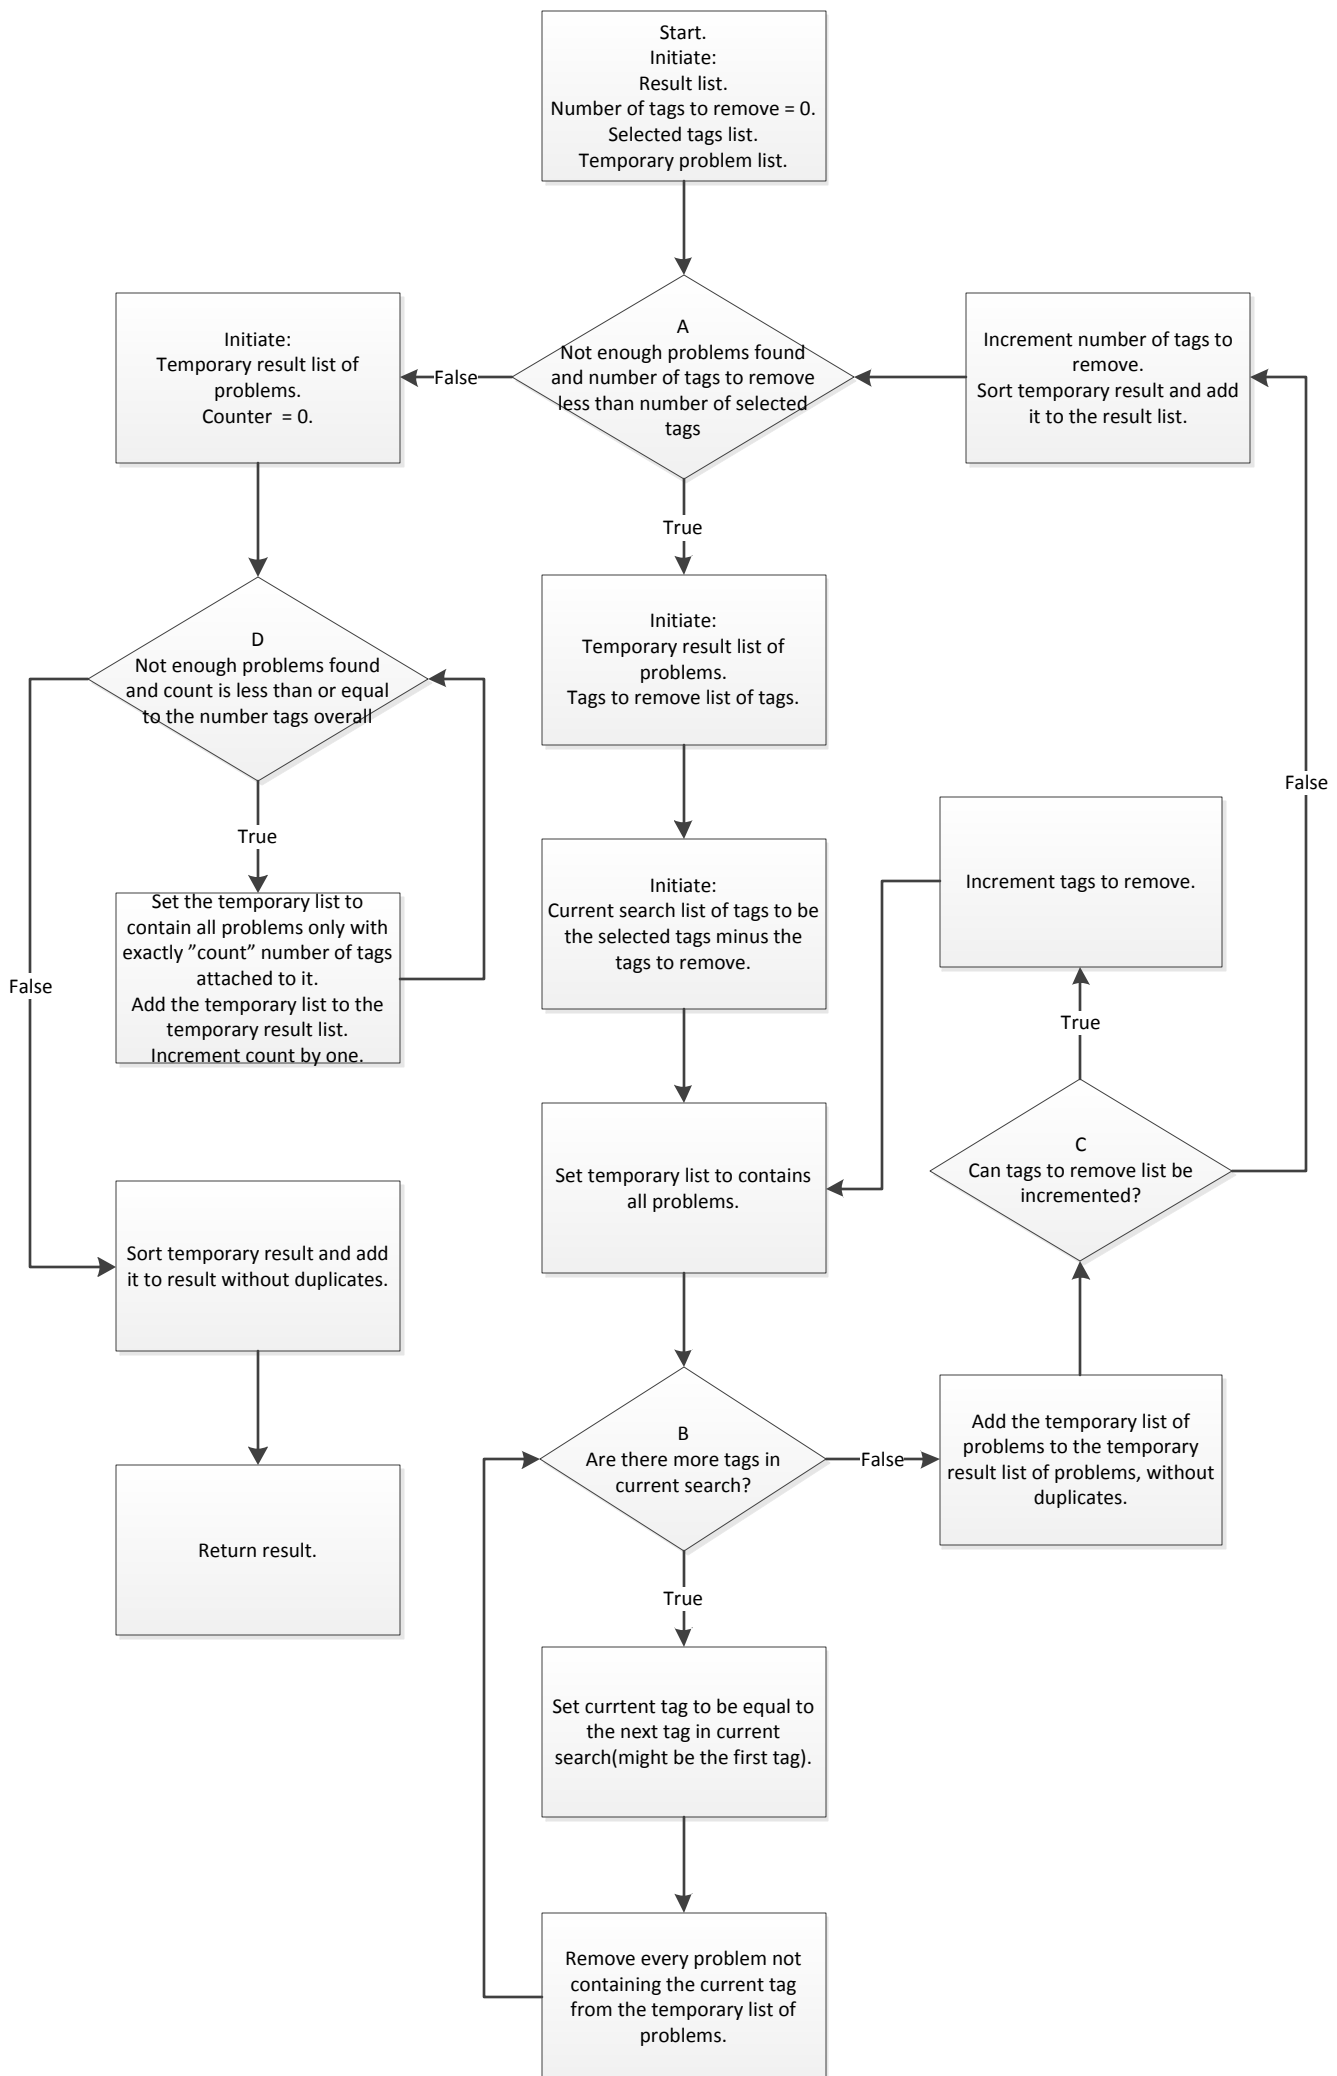 Start.
Initiate:
Result list.
Number of tags to remove = 0.
Selected tags list.
Temporary problem list.
Initiate:
Temporary result list of
problems.
Counter  = 0.
False
A
Not enough problems found
and number of tags to remove
less than number of selected
tags
Increment number of tags to
remove.
Sort temporary result and add
it to the result list.
True
D
Not enough problems found
and count is less than or equal
to the number tags overall
Initiate:
Temporary result list of
problems.
Tags to remove list of tags.
False
True
Set the temporary list to
contain all problems only with
exactly ”count” number of tags
attached to it.
Add the temporary list to the
temporary result list.
Increment count by one.
False
Initiate:
Current search list of tags to be
the selected tags minus the
tags to remove.
Increment tags to remove.
True
Set temporary list to contains
all problems.
C
Can tags to remove list be
incremented?
Sort temporary result and add
it to result without duplicates.
Return result.
B
Are there more tags in
current search?
False
Add the temporary list of
problems to the temporary
result list of problems, without
duplicates.
True
Set currtent tag to be equal to
the next tag in current
search(might be the first tag).
Remove every problem not
containing the current tag
from the temporary list of
problems.